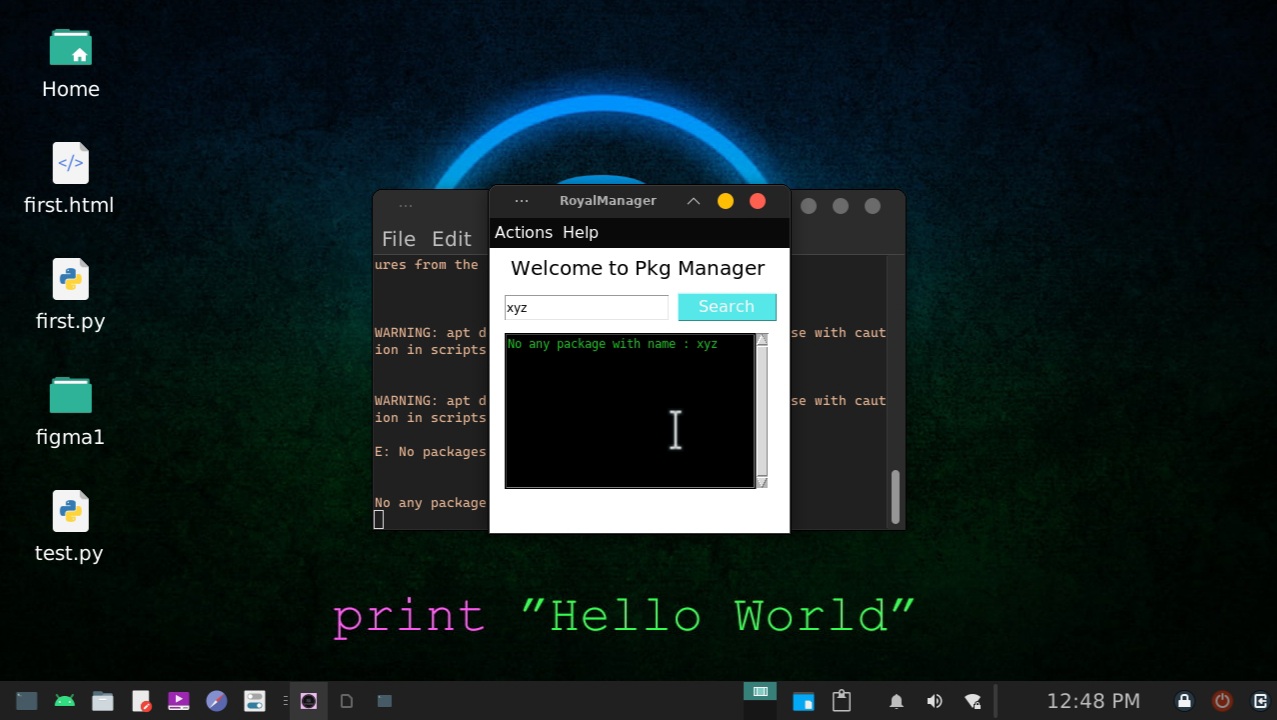 Home
first.html
first.py
figma1
test.py
RoyalManager
Actions Help
Welcome to Pkg Manager
xyz Search
No any package with name : xyz
File Edit
ures from the
WARNING: apt d se with caut
ion in scripts
WARNING: apt d se with caut
ion in scripts
E: No packages
No any package
print ”Hello World”
12:48 PM